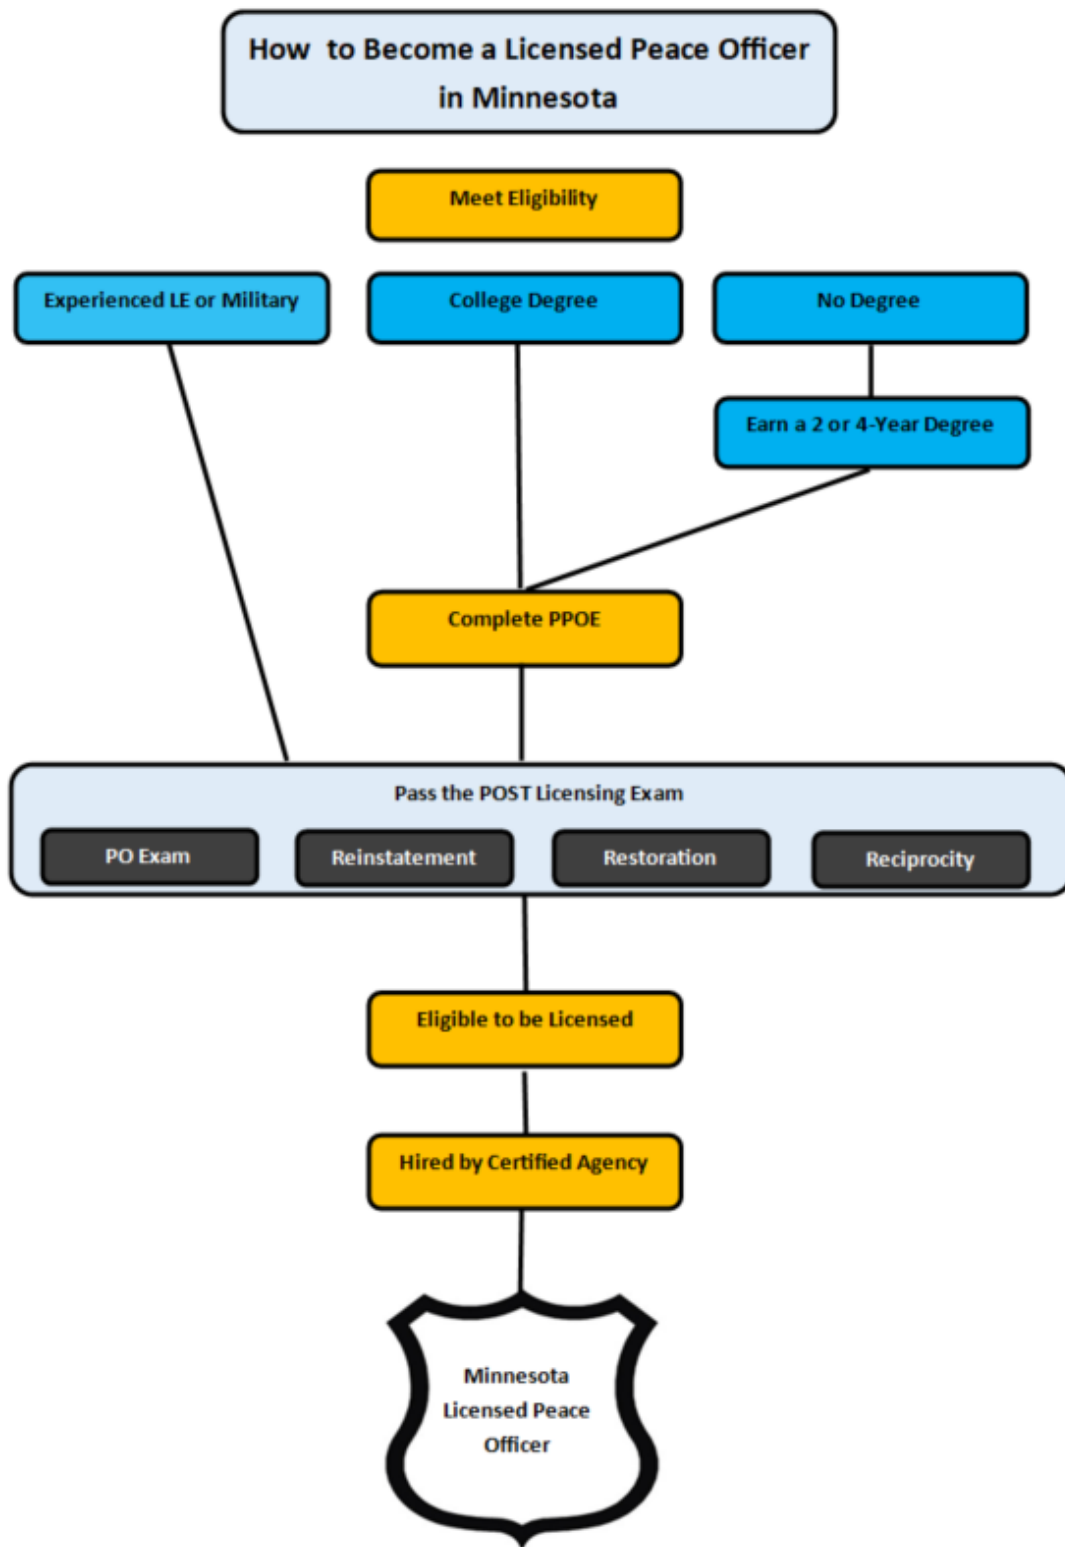 How to Become a Licensed Peace Officer
in Minnesota
Meet Eligibility
Experienced LE or Military
College Degree
No Degree
Earn a 2 or 4-Year Degree
Complete PPOE
Pass the POST Licensing Exam
PO Exam
Reinstatement
Restoration
Reciprocity
Eligible to be Licensed
Hired by Certified Agency
Minnesota
Licensed Peace
Officer